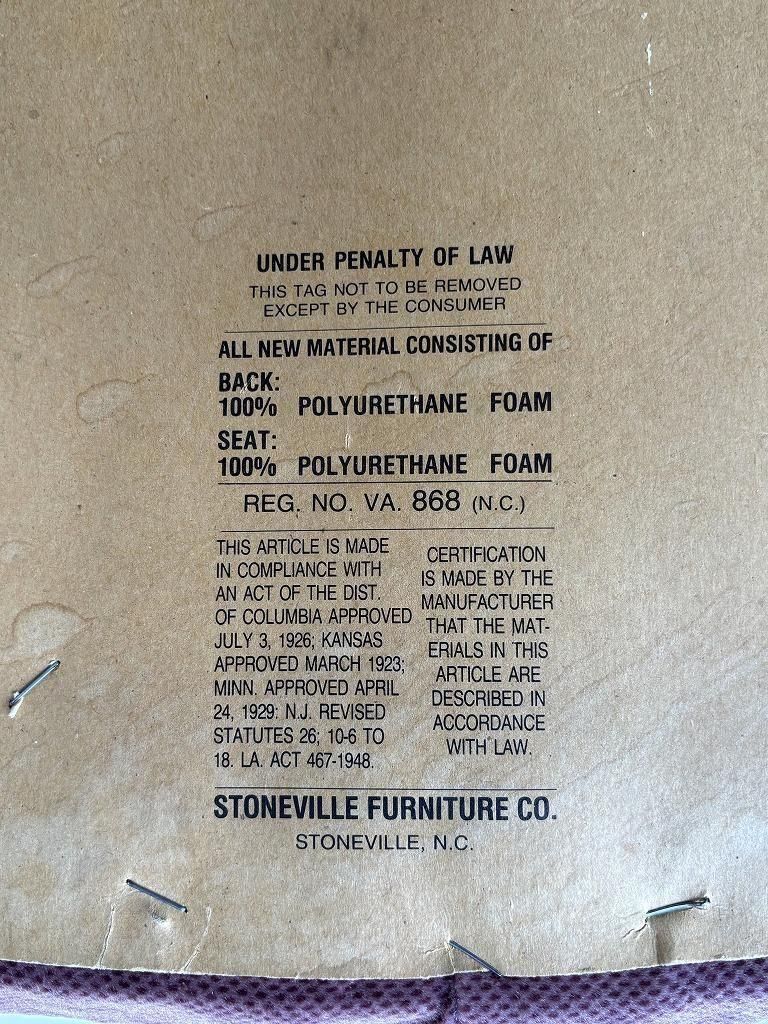 UNDER PENALTY OF LAW
THIS TAG NOT TO BE REMOVED
EXCEPT BY THE CONSUMER
ALL NEW MATERIAL CONSISTING OF
BACK:
100% POLYURETHANE FOAM
SEAT:
100% POLYURETHANE FOAM
REG. NO. VA. 868 (N.C.)
THIS ARTICLE IS MADE
IN COMPLIANCE WITH
AN ACT OF THE DIST.
OF COLUMBIA APPROVED
JULY 3, 1926; KANSAS
APPROVED MARCH 1923;
MINN. APPROVED APRIL
24, 1929: N.J. REVISED
STATUTES 26; 10-6 TO
18. LA. ACT 467-1948.
CERTIFICATION
IS MADE BY THE
MANUFACTURER
THAT THE MAT-
ERIALS IN THIS
ARTICLE ARE
DESCRIBED IN
ACCORDANCE
WITH LAW.
STONEVILLE FURNITURE CO.
STONEVILLE, N.C.